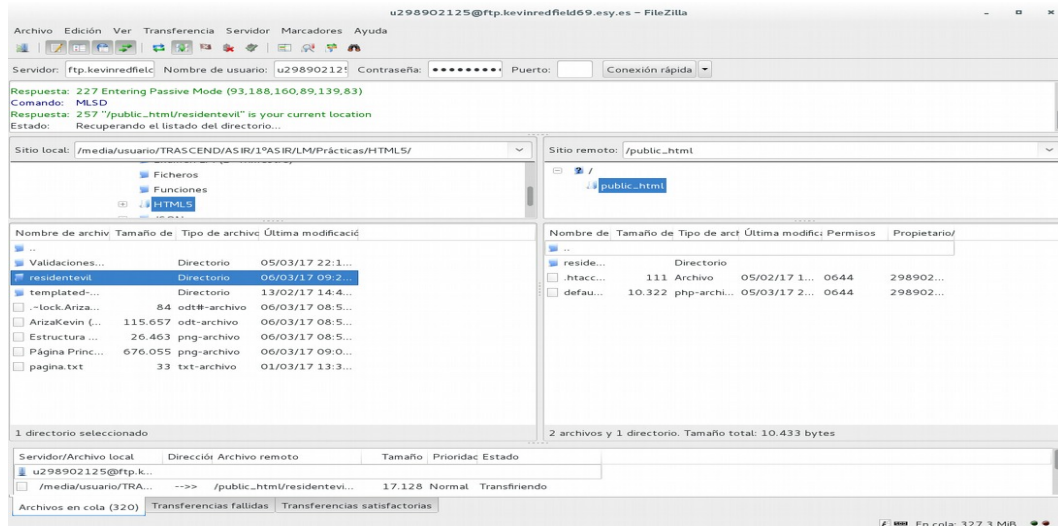 u298902125@ftp.kevinredfield69.esy.es – FileZilla
Archivo Edición Ver Transferencia Servidor Marcadores Ayuda
Servidor: ftp.kevinredfielc Nombre de usuario: u29890212 Contraseña: ••••••••• Puerto: Conexión rápida
Respuesta: 227 Entering Passive Mode (93,188,160,89,139,83)
Comando: MLSD
Respuesta: 257 "/public_html/residentevil" is your current location
Estado: Recuperando el listado del directorio...
Sitio local: /media/usuario/TRASCEND/ASIR/1ºASIR/LM/Prácticas/HTML5/
Ficheros
Funciones
HTML5
Sitio remoto: /public_html
/
public_html
Nombre de archiv Tamaño de Tipo de archivo Última modificació
..
Validaciones... Directorio 05/03/17 22:1...
residentevil Directorio 06/03/17 09:2...
templated-... Directorio 13/02/17 14:4...
.~lock.Ariza... 84 odt#-archivo 06/03/17 08:5...
ArizaKevin (... 115.657 odt-archivo 06/03/17 08:5...
Estructura ... 26.463 png-archivo 06/03/17 08:5...
Página Princ... 676.055 png-archivo 06/03/17 09:0...
pagina.txt 33 txt-archivo 01/03/17 13:3...
1 directorio seleccionado
Nombre de Tamaño de Tipo de arch Última modifica Permisos Propietario/
..
reside... Directorio
.htacc... 111 Archivo 05/02/17 1... 0644 298902...
defau... 10.322 php-archi... 05/03/17 2... 0644 298902...
2 archivos y 1 directorio. Tamaño total: 10.433 bytes
Servidor/Archivo local Direcciór Archivo remoto Tamaño Prioridac Estado
u298902125@ftp.k...
/media/usuario/TRA... -->> /public_html/residentevi... 17.128 Normal Transfiriendo
Archivos en cola (320) Transferencias fallidas Transferencias satisfactorias
En cola: 327,3 MiB